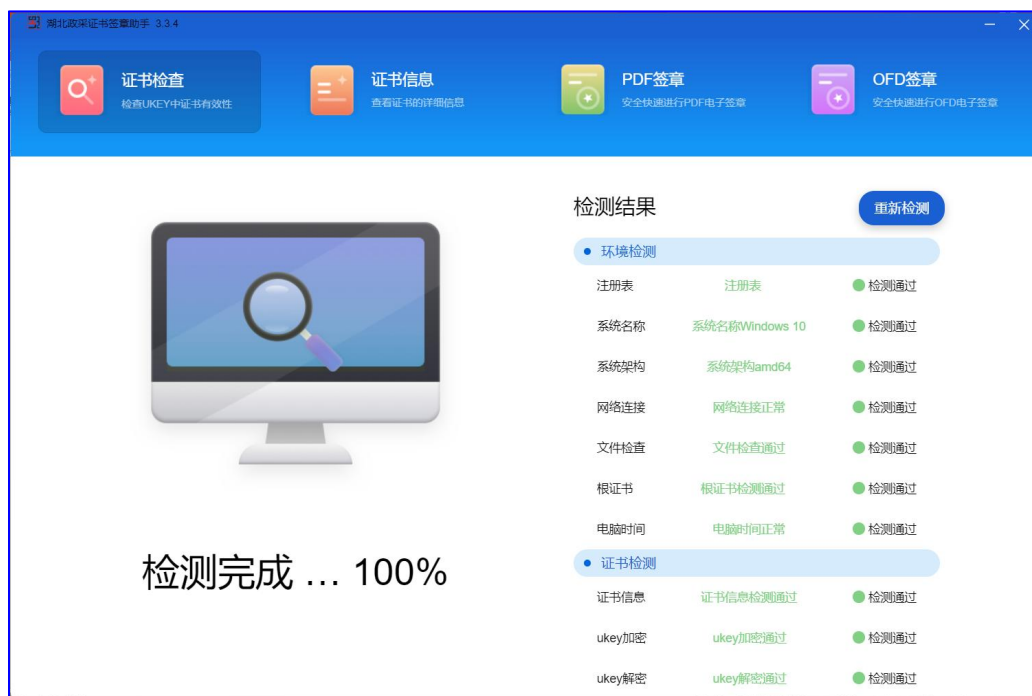 湖北政采证书签章助手 3.3.4
证书检查
检查UKEY中证书有效性
证书信息
查看证书的详细信息
PDF签章
安全快速进行PDF电子签章
OFD签章
安全快速进行OFD电子签章
检测结果
重新检测
环境检测
注册表 注册表 检测通过
系统名称 系统名称Windows 10 检测通过
系统架构 系统架构amd64 检测通过
网络连接 网络连接正常 检测通过
文件检查 文件检查通过 检测通过
根证书 根证书检测通过 检测通过
电脑时间 电脑时间正常 检测通过
检测完成 ... 100%
证书检测
证书信息 证书信息检测通过 检测通过
ukey加密 ukey加密通过 检测通过
ukey解密 ukey解密通过 检测通过